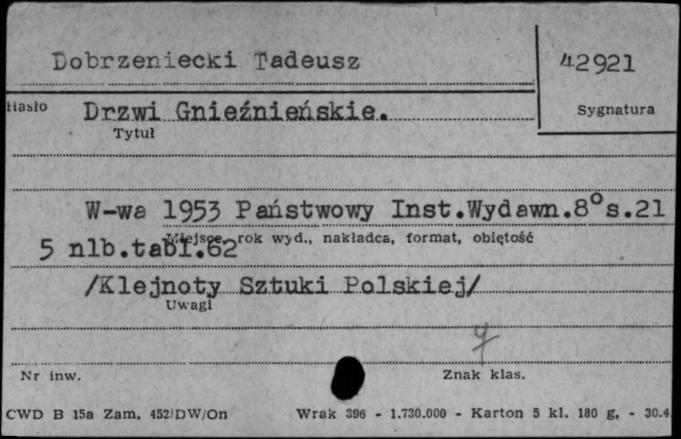 Dobrzeniecki Tadeusz
42921
Hasło
Drzwi Gnieźnieńskie.
Sygnatura
Tytuł
W-wa 1953 Państwowy Inst.Wydawn.8° s.21
Miejsce, rok wyd., nakładca, format, objętość
5 nlb.tabl.62
/Klejnoty Sztuki Polskiej/
Uwagi
Nr inw.
Znak klas.
CWD B 15a Zam. 452/DW/On Wrak 396 - 1.730.000 - Karton 5 kl. 180 g, - 30.4